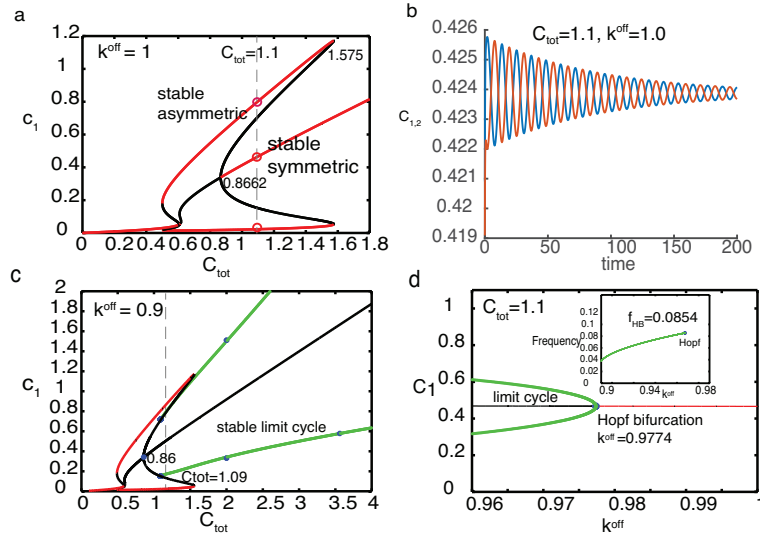 a
k^off = 1
C_tot=1.1
1.575
stable
asymmetric
stable
symmetric
0.8662
c_1
1.6
1.2
0.8
0.4
0.2
0
0 0.2 0.4 0.6 0.8 1 1.2 1.4 1.6 1.8
C_tot
b
C_tot=1.1, k^off=1.0
C_1,2
0.426
0.425
0.424
0.423
0.422
0.421
0.42
0.419
0 50 100 150 200
time
c
k^off = 0.9
stable limit cycle
0.86
Ctot=1.09
c_1
2
1.8
1.4
1
0.8
0.6
0.4
0.2
0
0 0.5 1 1.5 2 2.5 3 3.5 4
C_tot
d
C_tot=1.1
f_HB=0.0854
Frequency
Hopf
0.12
0.15
0.1
0.08
0.06
0.04
0.02
0
0.9 0.94 0.98
k^off
limit cycle
Hopf bifurcation
k^off=0.9774
C1
1
0.8
0.6
0.4
0.2
0
0.96 0.97 0.98 0.99 1
k^off